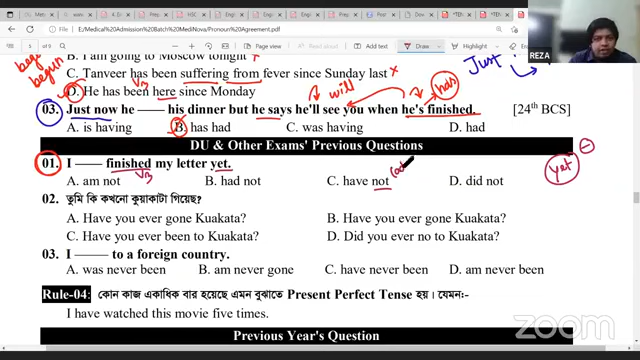 E:/Medical%20Admission%20Batch%20MediNova/Pronoun%20Agreement.pdf
B. I am going to Moscow tonight
C. Tanveer has been suffering from fever since Sunday last
D. He has been here since Monday
V3
will
has
Just
begun
03. Just now he —— his dinner but he says he'll see you when he's finished. [24th BCS]
A. is having B. has had C. was having D. had
DU & Other Exams' Previous Questions
01. I —— finished my letter yet.
V3
yet
A. am not B. had not C. have not D. did not
02. তুমি কি কখনো কুয়াকাটা গিয়েছ?
A. Have you ever gone Kuakata? B. Have you ever gone Kuakata?
C. Have you ever been to Kuakata? D. Did you ever no to Kuakata?
03. I —— to a foreign country.
A. was never been B. am never gone C. have never been D. am never been
Rule-04: কোন কাজ একাধিক বার হয়েছে এমন বুঝাতে Present Perfect Tense হয়। যেমন:-
I have watched this movie five times.
Previous Year's Question
REZA
zoom